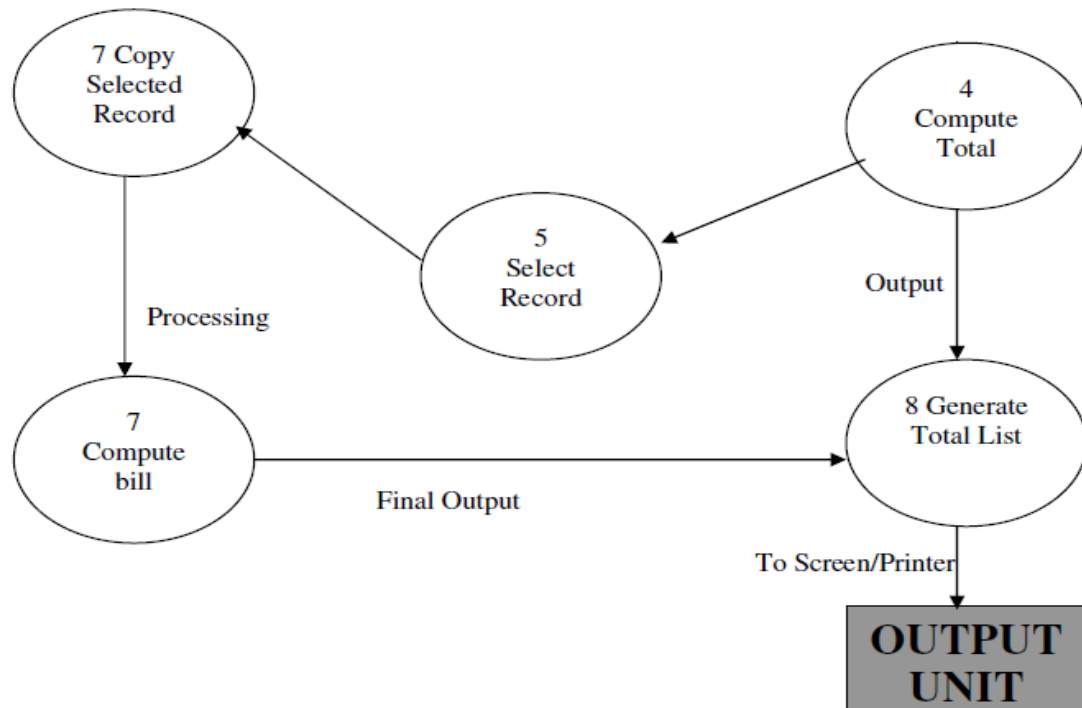 7 Copy
Selected
Record
4
Compute
Total
5
Select
Record
Output
Processing
7
Compute
bill
8 Generate
Total List
Final Output
To Screen/Printer
OUTPUT
UNIT